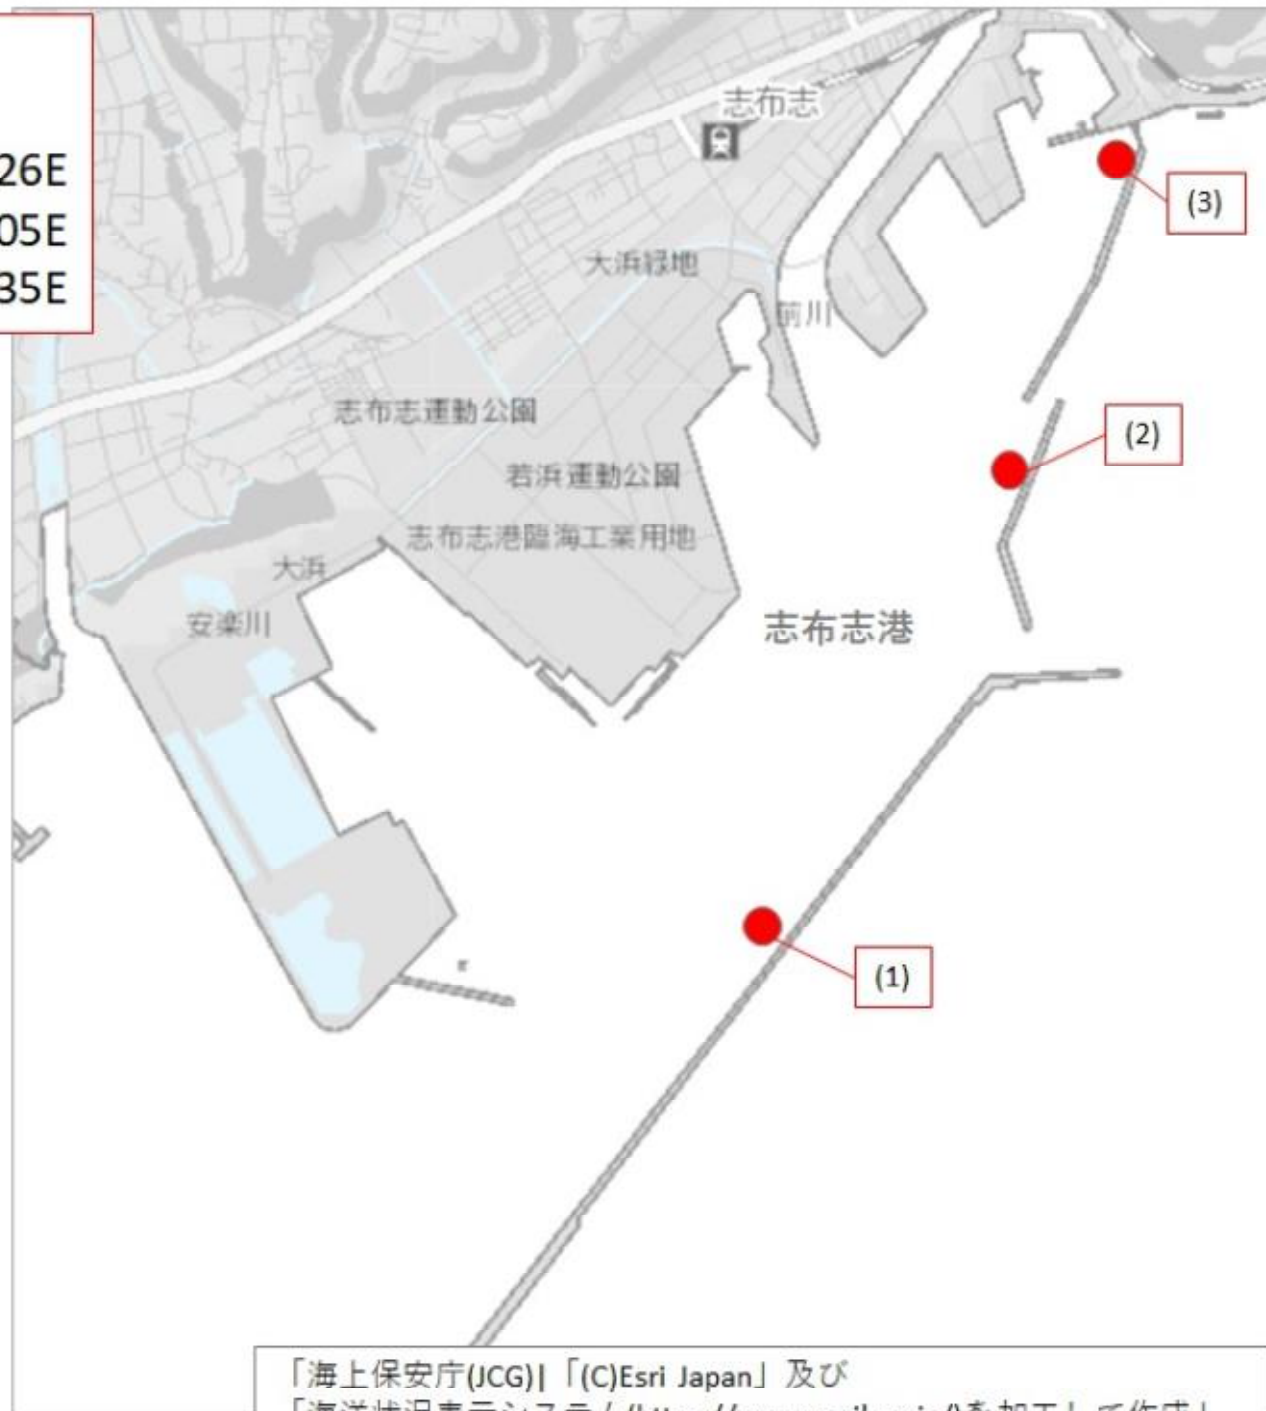 26E
05E
35E
志布志
(3)
大浜緑地
前川
志布志運動公園
(2)
若浜運動公園
志布志港臨海工業用地
大浜
安楽川
志布志港
(1)
「海上保安庁(JCG)|「(C)Esri Japan」及び